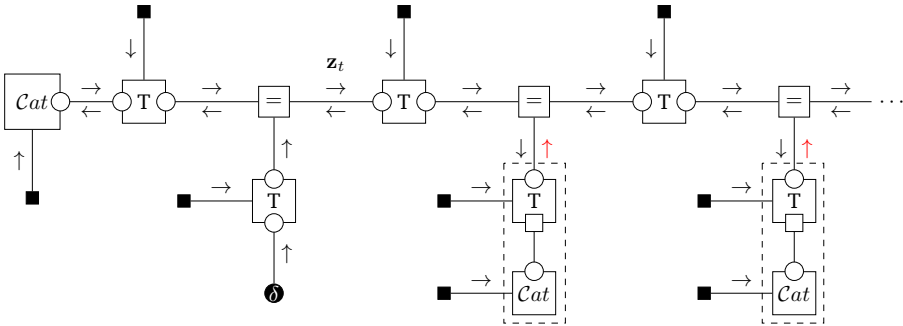 z_t
Cat T = T = T = ···
T T T
δ Cat Cat